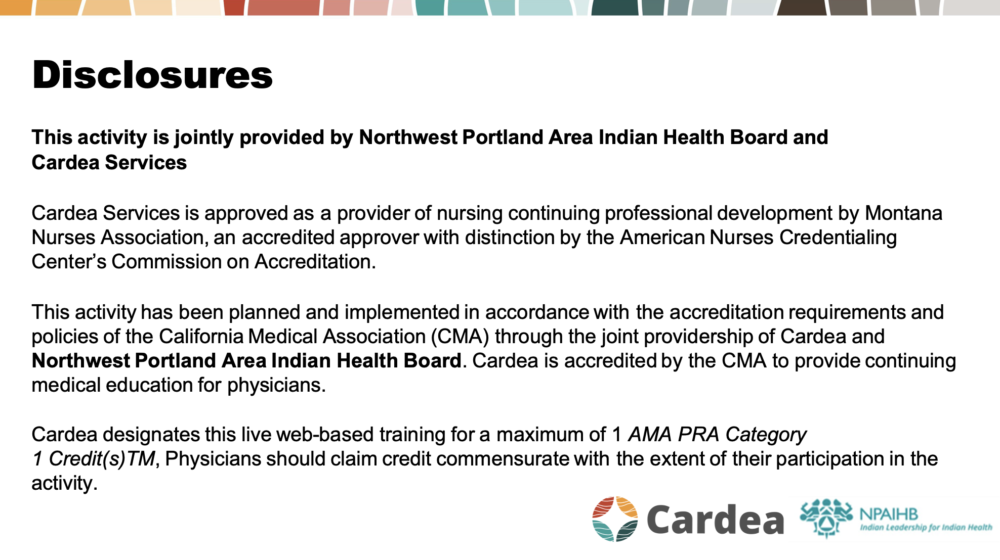 Disclosures
This activity is jointly provided by Northwest Portland Area Indian Health Board and
Cardea Services
Cardea Services is approved as a provider of nursing continuing professional development by Montana
Nurses Association, an accredited approver with distinction by the American Nurses Credentialing
Center’s Commission on Accreditation.
This activity has been planned and implemented in accordance with the accreditation requirements and
policies of the California Medical Association (CMA) through the joint providership of Cardea and
Northwest Portland Area Indian Health Board. Cardea is accredited by the CMA to provide continuing
medical education for physicians.
Cardea designates this live web-based training for a maximum of 1 AMA PRA Category
1 Credit(s)TM, Physicians should claim credit commensurate with the extent of their participation in the
activity.
Cardea
NPAIHB
Indian Leadership for Indian Health